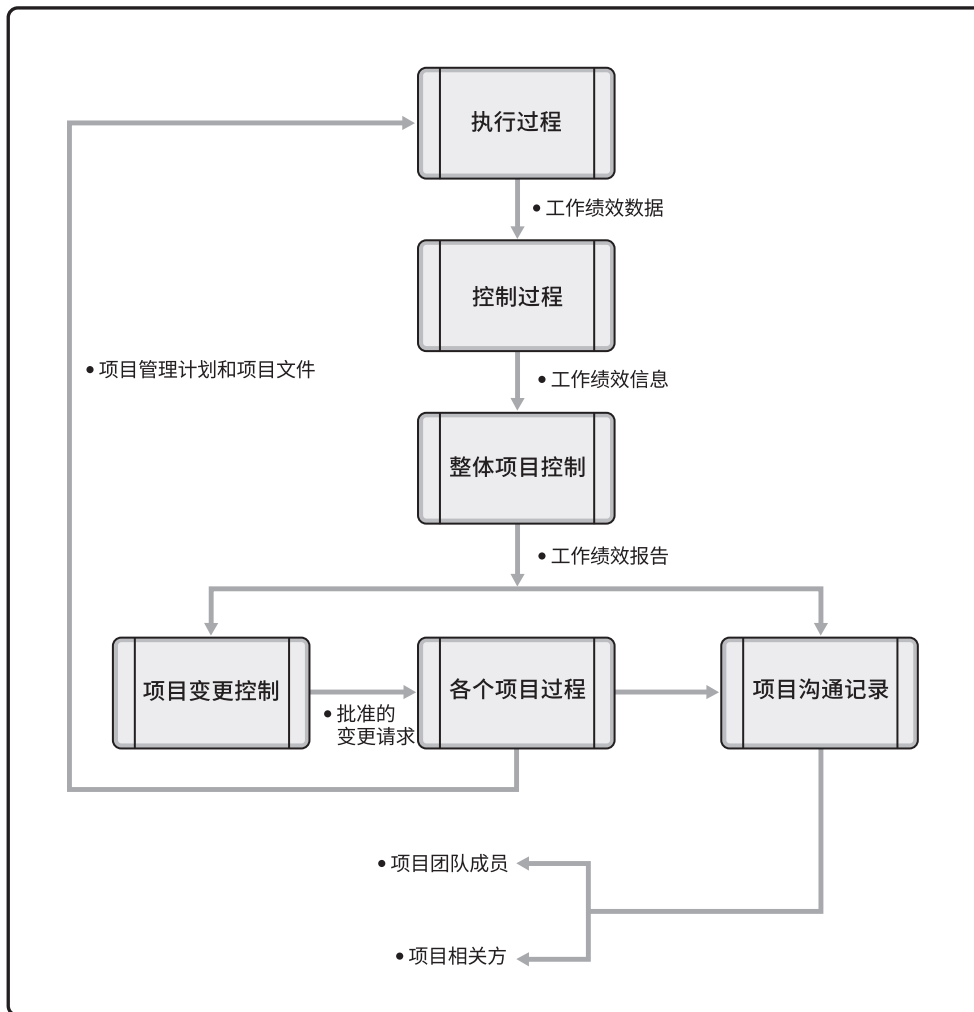 执行过程
• 工作绩效数据
控制过程
• 项目管理计划和项目文件
• 工作绩效信息
整体项目控制
• 工作绩效报告
项目变更控制
• 批准的
变更请求
各个项目过程
项目沟通记录
• 项目团队成员
• 项目相关方